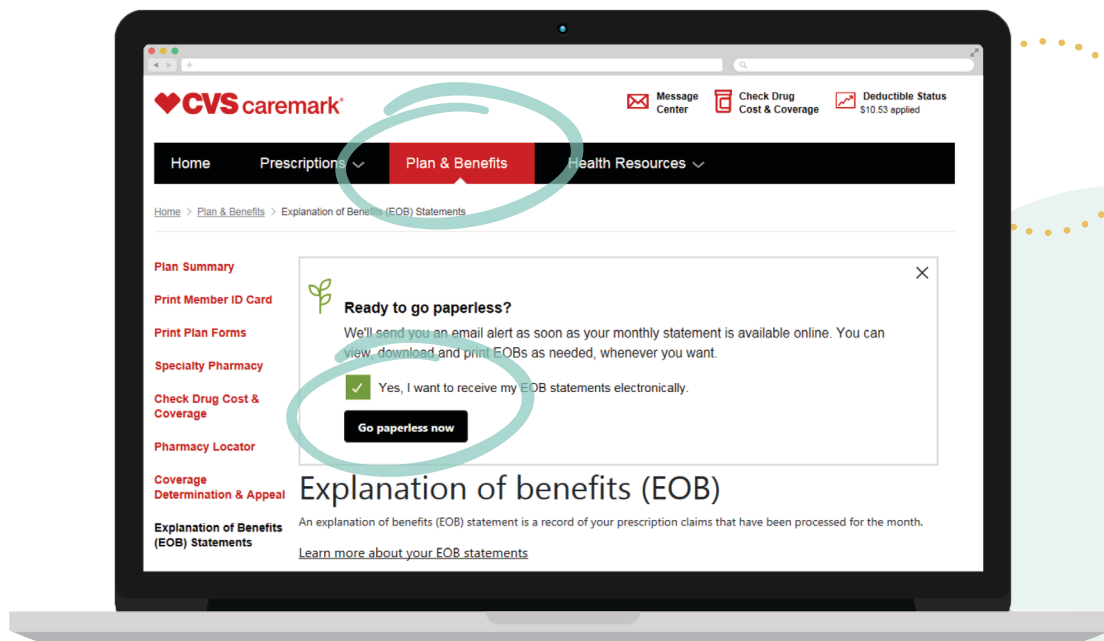 CVS caremark®
Message
Center
Check Drug
Cost & Coverage
Deductible Status
$10.53 applied
Home
Prescriptions
Plan & Benefits
Health Resources
Home > Plan & Benefits > Explanation of Benefits (EOB) Statements
Plan Summary
Print Member ID Card
Print Plan Forms
Specialty Pharmacy
Check Drug Cost &
Coverage
Pharmacy Locator
Coverage
Determination & Appeal
Explanation of Benefits
(EOB) Statements
Ready to go paperless?
We'll send you an email alert as soon as your monthly statement is available online. You can
view, download and print EOBs as needed, whenever you want.
Yes, I want to receive my EOB statements electronically.
Go paperless now
Explanation of benefits (EOB)
An explanation of benefits (EOB) statement is a record of your prescription claims that have been processed for the month.
Learn more about your EOB statements